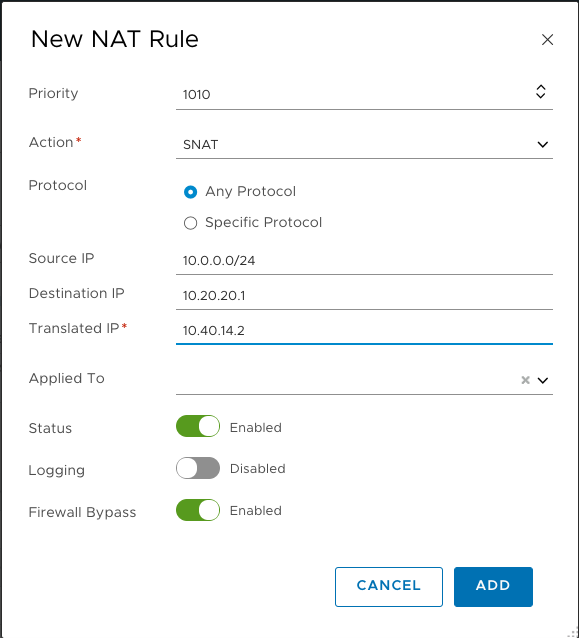 New NAT Rule
Priority 1010
Action* SNAT
Protocol Any Protocol
Specific Protocol
Source IP 10.0.0.0/24
Destination IP 10.20.20.1
Translated IP* 10.40.14.2
Applied To
Status Enabled
Logging Disabled
Firewall Bypass Enabled
CANCEL ADD